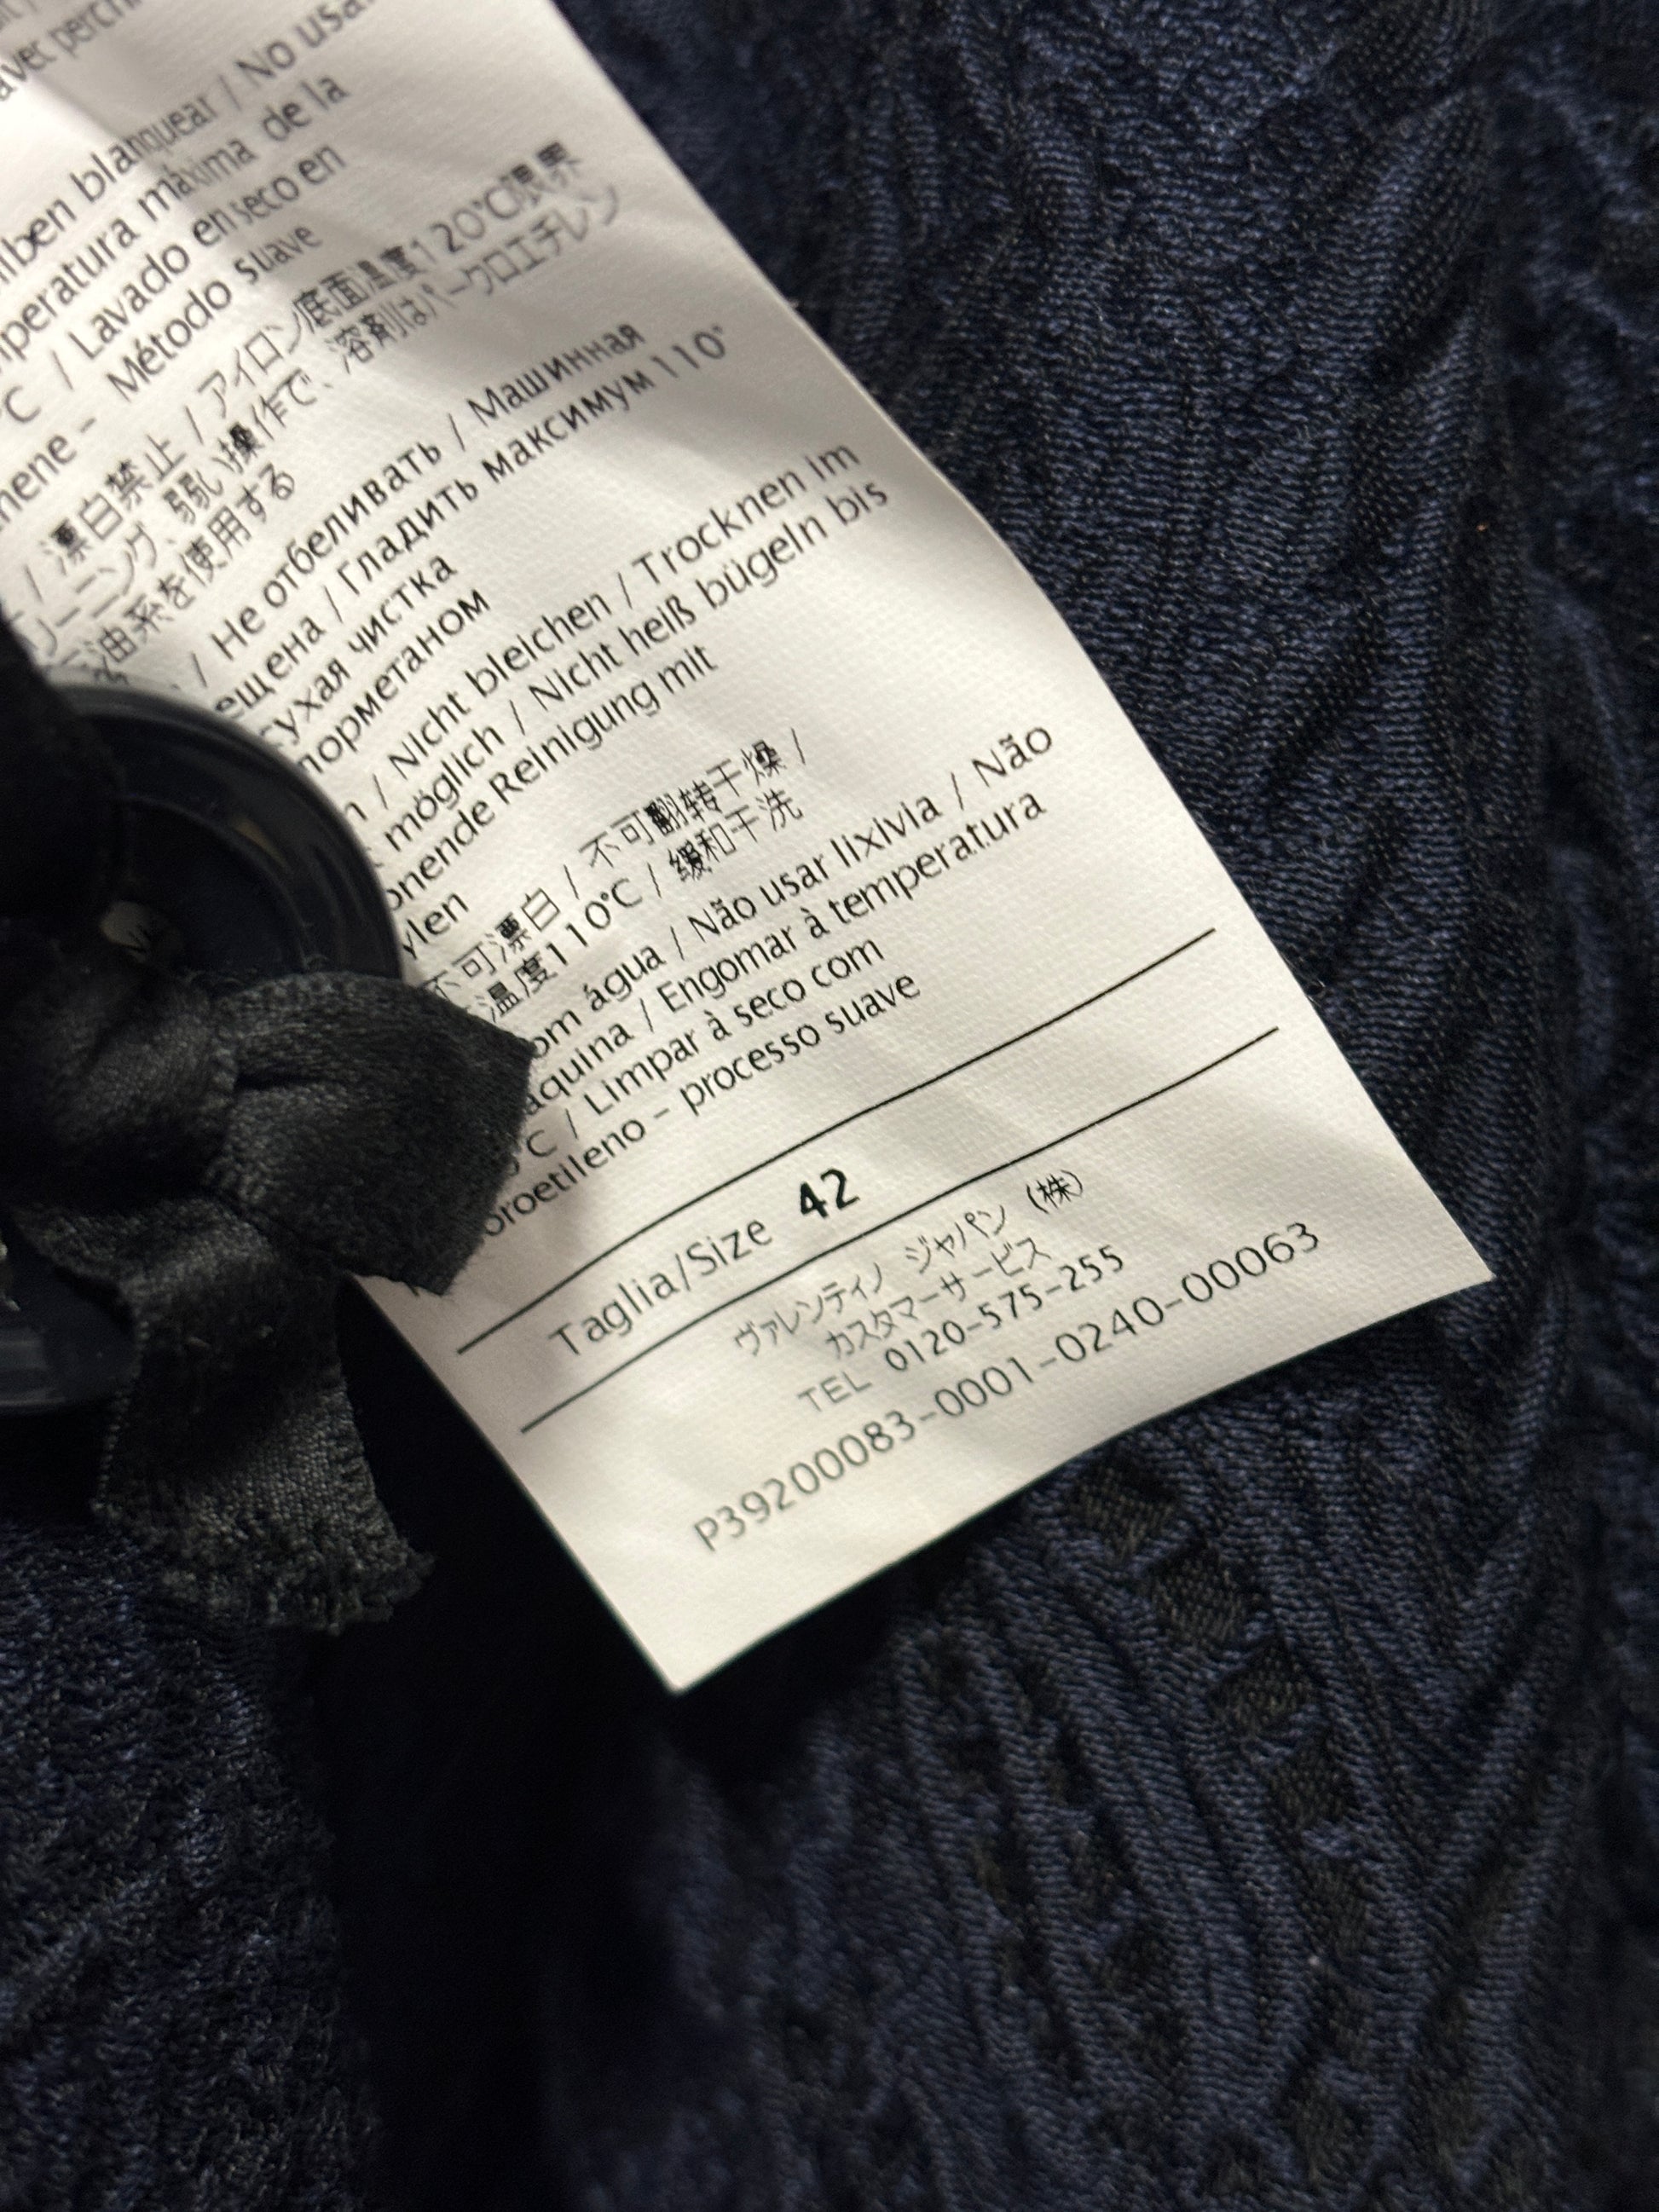 avec perch
ilben blanquear / No usar
mperatura màxima de la
°C / Lavado en seco en
hene - Método suave
/ 漂白禁止 / アイロン底面温度120℃限界
リーニング、弱い操作で、溶剤はパークロロエチレン
油系を使用する
/ Не отбеливать / Машинная
ещена / Гладить максимум 110°
сухая чистка
лорметаном
n / Nicht bleichen / Trocknen im
möglich / Nicht heiß bügeln bis
onende Reinigung mit
ylen
不可漂白 / 不可翻转干燥 /
温度110℃ / 缓和干洗
om água / Não usar lixivia / Não
aquina / Engomar à temperatura
°C / Limpar à seco com
oroetileno - processo suave
Taglia/Size 42
ヴァレンティノ ジャパン (株)
カスタマーサービス
TEL 0120-575-255
P39200083-0001-0240-00063